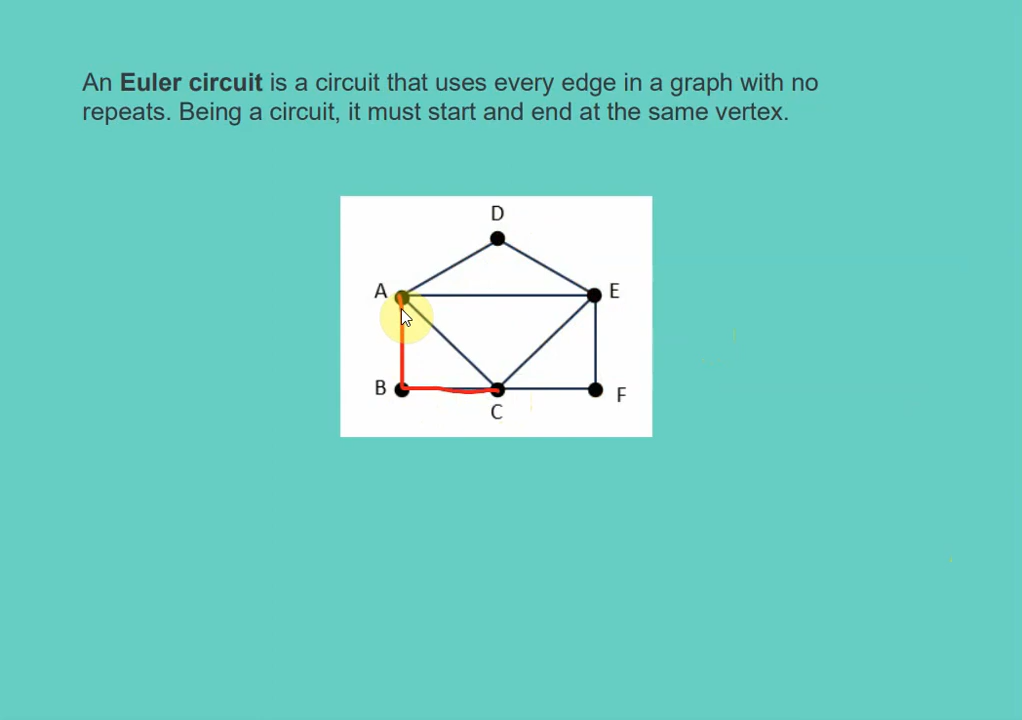 An Euler circuit is a circuit that uses every edge in a graph with no
repeats. Being a circuit, it must start and end at the same vertex.
D
A
E
B
C
F